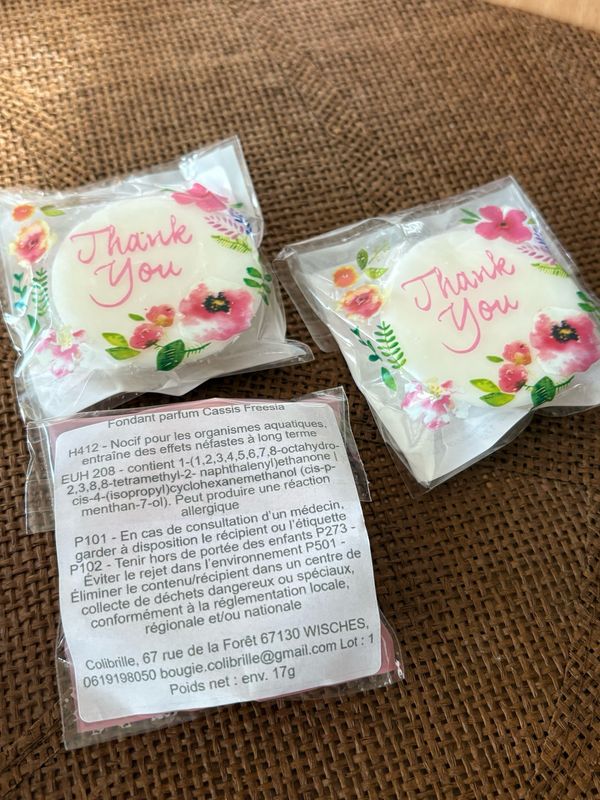 Thank
You
Thank
You
Fondant parfum Cassis Freesia
H412 - Nocif pour les organismes aquatiques,
entraîne des effets néfastes à long terme
EUH 208 - contient 1-(1,2,3,4,5,6,7,8-octahydro-
2,3,8,8-tetramethyl-2- naphthalenyl)ethanone |
cis-4-(isopropyl)cyclohexanemethanol (cis-p-
menthan-7-ol). Peut produire une réaction
allergique
P101 - En cas de consultation d'un médecin,
garder à disposition le récipient ou l'étiquette
P102 - Tenir hors de portée des enfants P273 -
Éviter le rejet dans l'environnement P501 -
Éliminer le contenu/récipient dans un centre de
collecte de déchets dangereux ou spéciaux,
conformément à la réglementation locale,
régionale et/ou nationale
Colibrille, 67 rue de la Forêt 67130 WISCHES,
0619198050 bougie.colibrille@gmail.com Lot : 1
Poids net : env. 17g